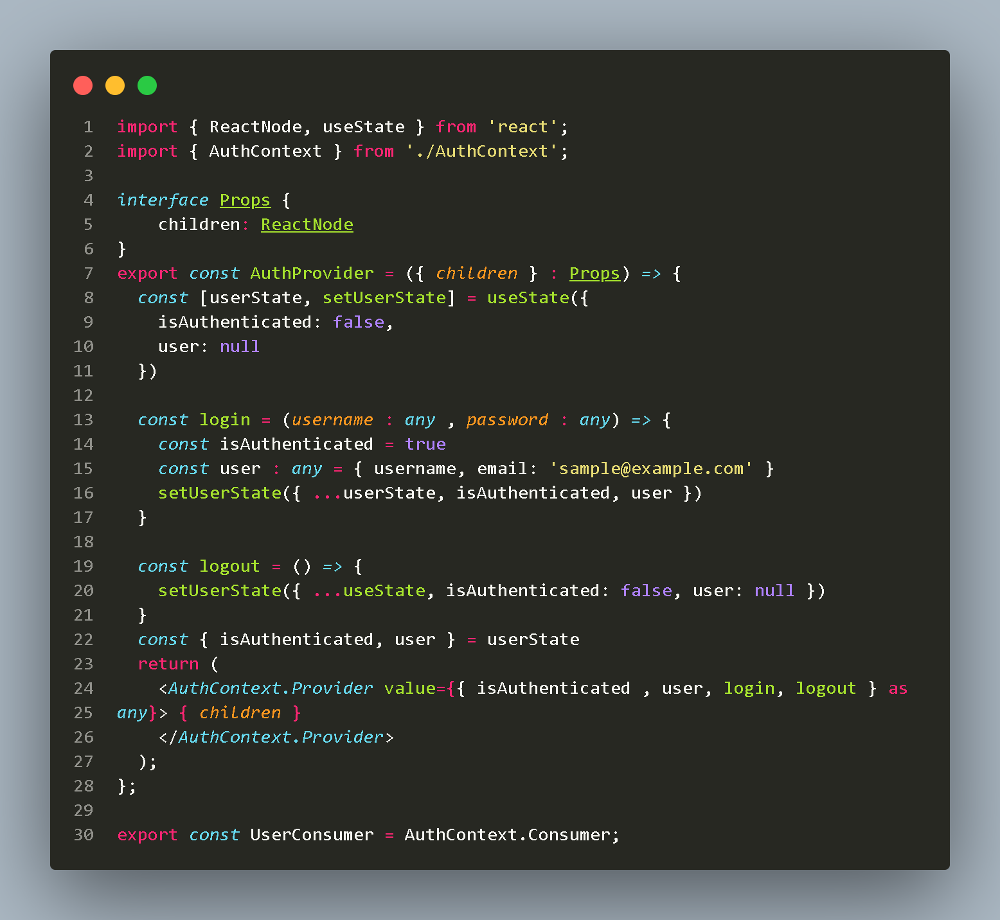 1 import { ReactNode, useState } from 'react';
2 import { AuthContext } from './AuthContext';
3
4 interface Props {
5     children: ReactNode
6 }
7 export const AuthProvider = ({ children } : Props) => {
8   const [userState, setUserState] = useState({
9     isAuthenticated: false,
10     user: null
11   })
12
13   const login = (username : any , password : any) => {
14     const isAuthenticated = true
15     const user : any = { username, email: 'sample@example.com' }
16     setUserState({ ...userState, isAuthenticated, user })
17   }
18
19   const logout = () => {
20     setUserState({ ...useState, isAuthenticated: false, user: null })
21   }
22   const { isAuthenticated, user } = userState
23   return (
24     <AuthContext.Provider value={{ isAuthenticated , user, login, logout } as
25 any}> { children }
26     </AuthContext.Provider>
27   );
28 };
29
30 export const UserConsumer = AuthContext.Consumer;